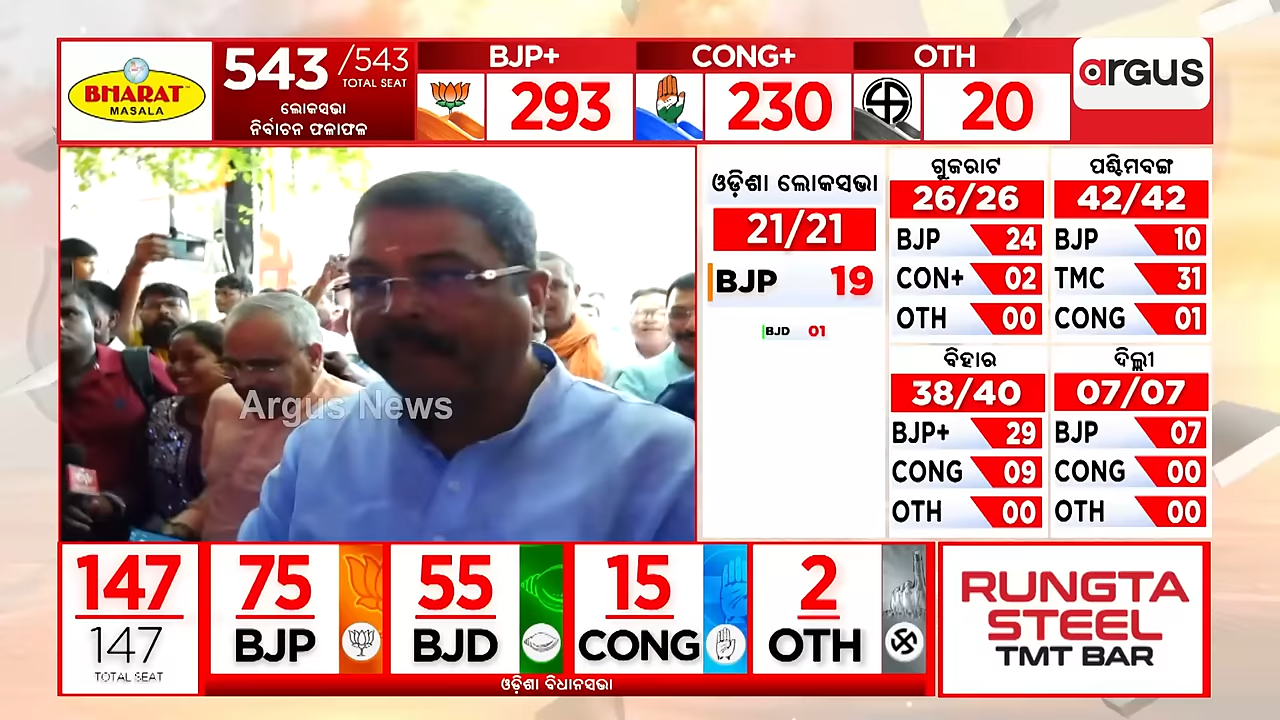 BHARAT
MASALA
543 /543
TOTAL SEAT
ଲୋକସଭା
ନିର୍ବାଚନ ଫଳାଫଳ
BJP+
293
CONG+
230
OTH
20
argus
Argus News
ଓଡ଼ିଶା ଲୋକସଭା
21/21
BJP 19
BJD 01
ଗୁଜରାଟ
26/26
BJP 24
CON+ 02
OTH 00
ପଶ୍ଚିମବଙ୍ଗ
42/42
BJP 10
TMC 31
CONG 01
ବିହାର
38/40
BJP+ 29
CONG 09
OTH 00
ଦିଲ୍ଲୀ
07/07
BJP 07
CONG 00
OTH 00
147
147
TOTAL SEAT
75
BJP
55
BJD
15
CONG
2
OTH
ଓଡ଼ିଶା ବିଧାନସଭା
RUNGTA
STEEL
TMT BAR